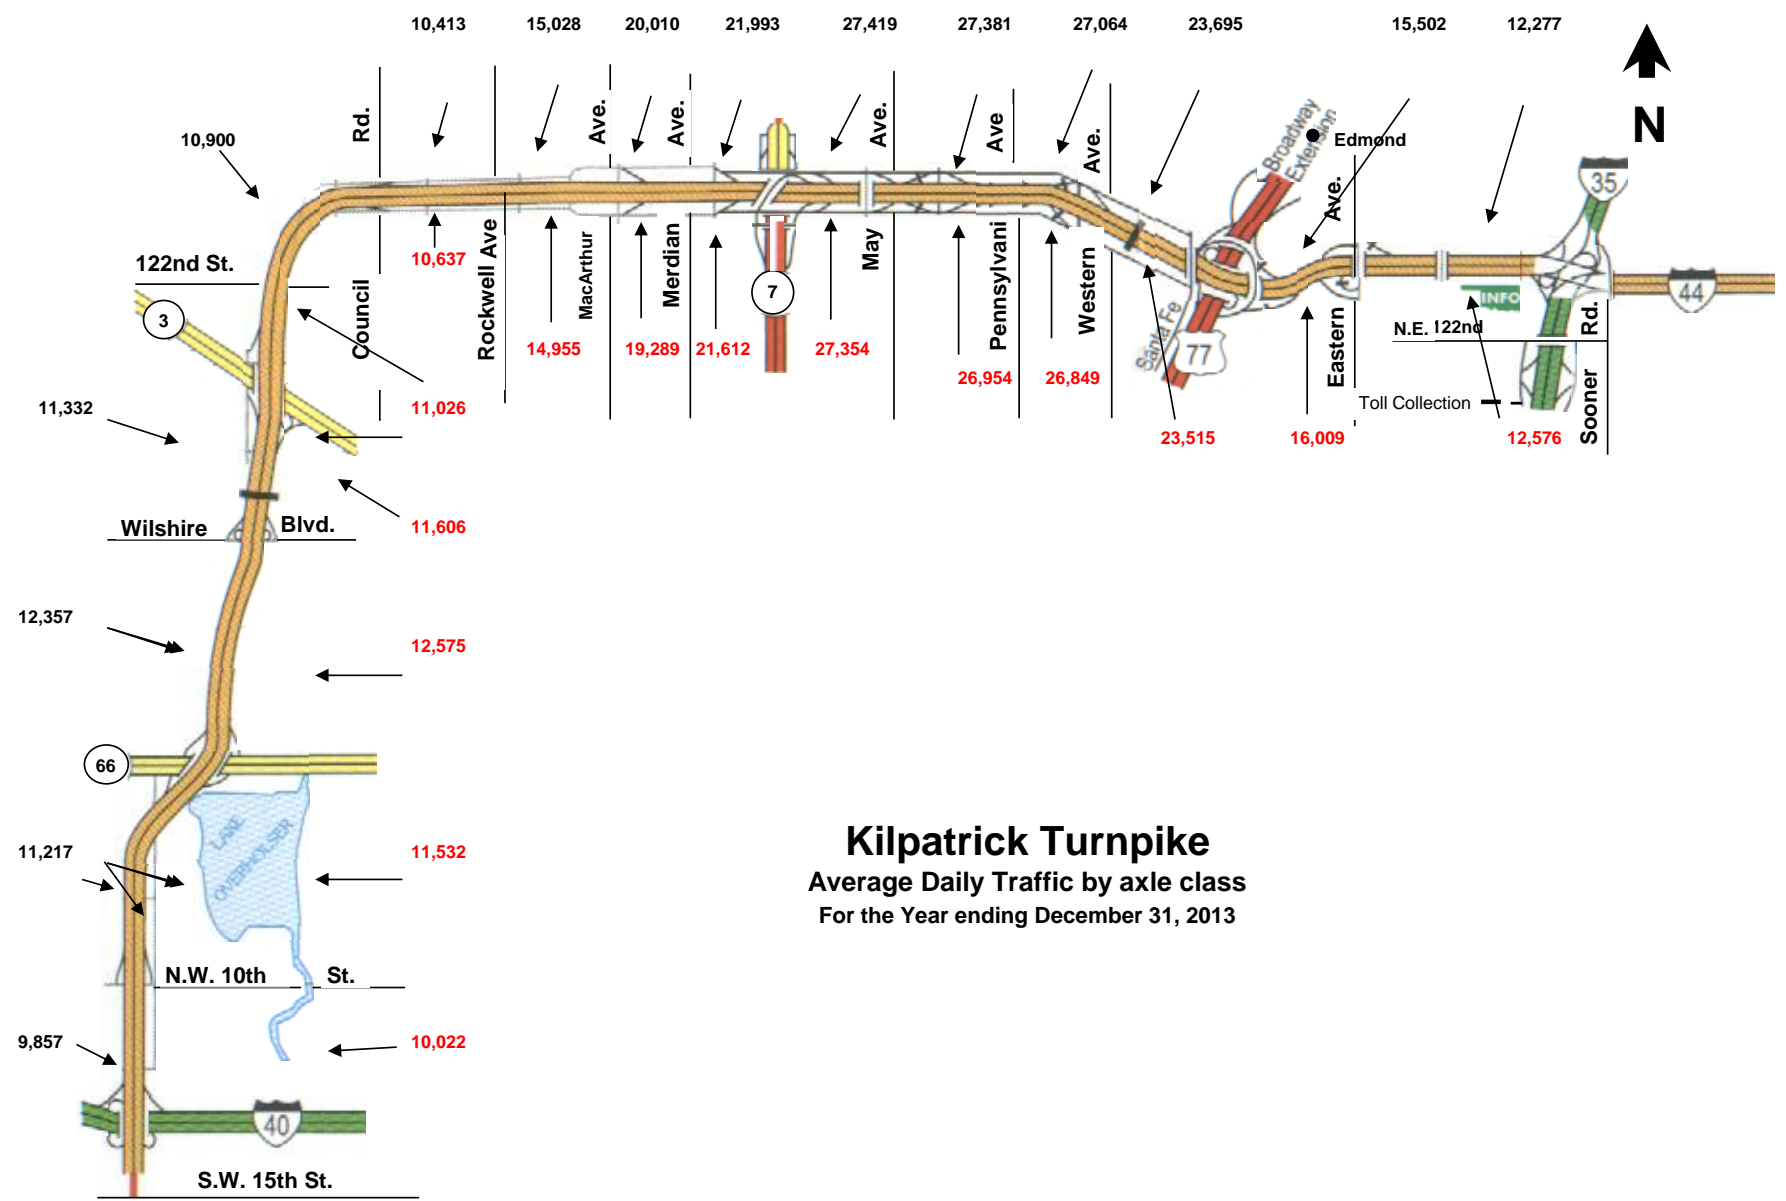 10,413 15,028 20,010 21,993 27,419 27,381 27,064 23,695 15,502 12,277
N
Rd. Ave. Ave. Ave. Ave Ave. Broadway Extension Edmond
10,900
35
Ave.
122nd St.
10,637
Council
Rockwell Ave
MacArthur
Merdian
May
Pennsylvani
Western
Santa Fe
Eastern
INFO
44
Rd.
3
7
77
N.E. 122nd
14,955 19,289 21,612 27,354
26,954 26,849
Sooner
11,332
11,026
Toll Collection
23,515 16,009 12,576
11,606
Wilshire Blvd.
12,357
12,575
66
LAKE
OVERHOLSER
11,217
11,532
Kilpatrick Turnpike
Average Daily Traffic by axle class
For the Year ending December 31, 2013
N.W. 10th St.
9,857
10,022
40
S.W. 15th St.